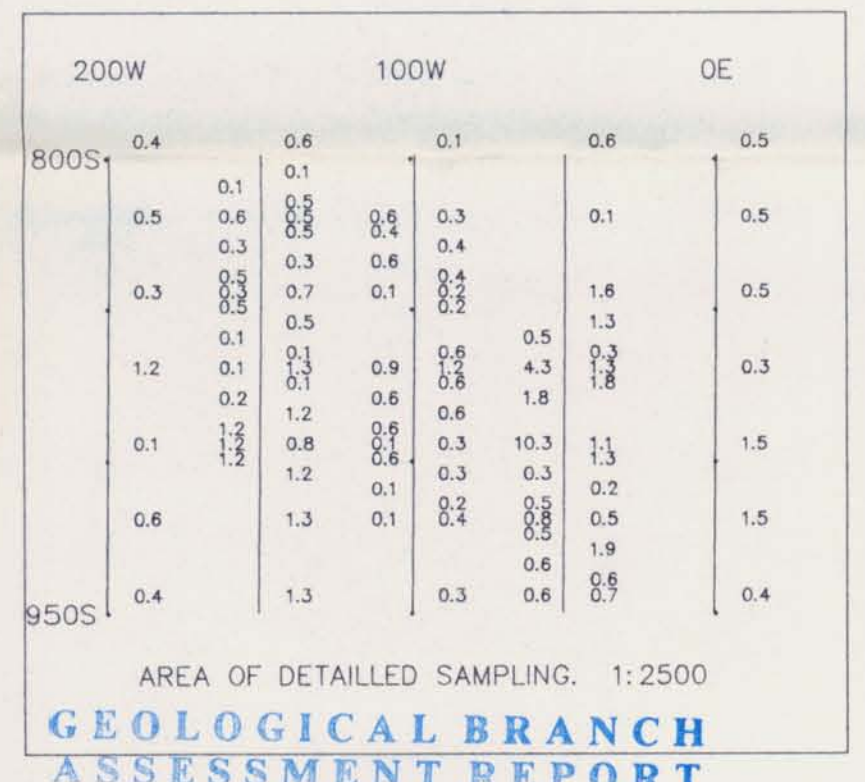 200W 100W 0E
0.4 0.6 0.1 0.6 0.5
800S
0.1
0.1
0.5
0.5 0.6 0.5 0.6 0.3 0.1 0.5
0.5 0.4
0.3 0.4
0.3 0.6
0.5 0.4
0.3 0.3 0.7 0.1 0.2 1.6 0.5
0.5 0.2
0.5 1.3
0.1 0.5
0.1 0.6 0.3
1.2 0.1 1.3 0.9 1.2 4.3 1.3 0.3
0.1 0.6 1.8
0.2 0.6 1.8
1.2 0.6
1.2 0.6
0.1 1.2 0.8 0.1 0.3 10.3 1.1 1.5
1.2 0.6 1.3
1.2 0.3 0.3
0.1 0.2
0.2 0.5
0.6 1.3 0.1 0.4 0.8 0.5 1.5
0.5
1.9
0.6
0.6
0.4 1.3 0.3 0.6 0.7 0.4
950S
AREA OF DETAILLED SAMPLING. 1:2500
GEOLOGICAL BRANCH
ASSESSMENT REPORT